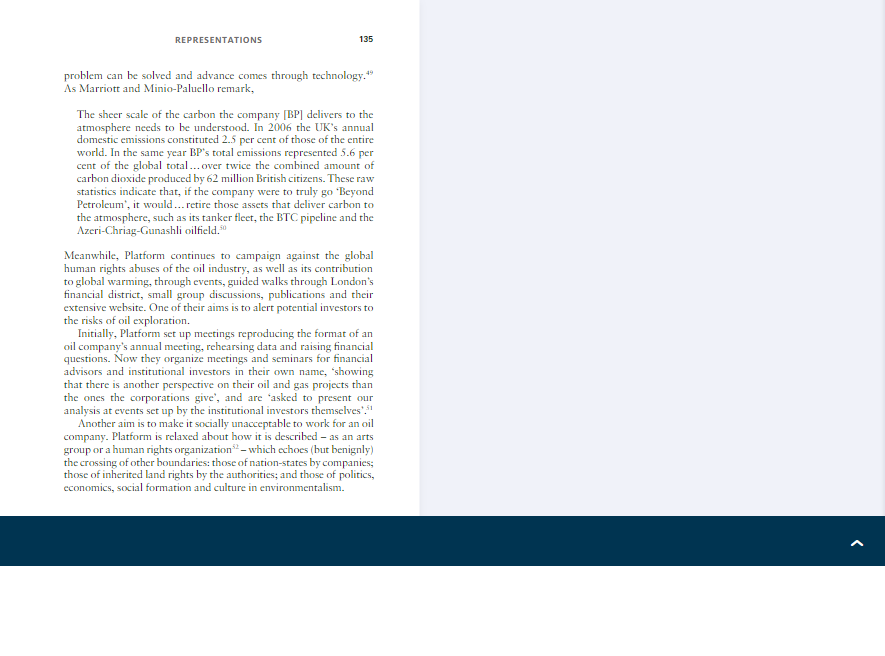 REPRESENTATIONS 135
problem can be solved and advance comes through technology.⁴⁹
As Marriott and Minio-Paluello remark,
The sheer scale of the carbon the company [BP] delivers to the
atmosphere needs to be understood. In 2006 the UK's annual
domestic emissions constituted 2.5 per cent of those of the entire
world. In the same year BP's total emissions represented 5.6 per
cent of the global total ... over twice the combined amount of
carbon dioxide produced by 62 million British citizens. These raw
statistics indicate that, if the company were to truly go 'Beyond
Petroleum', it would ... retire those assets that deliver carbon to
the atmosphere, such as its tanker fleet, the BTC pipeline and the
Azeri-Chriag-Gunashli oilfield.⁵⁰
Meanwhile, Platform continues to campaign against the global
human rights abuses of the oil industry, as well as its contribution
to global warming, through events, guided walks through London's
financial district, small group discussions, publications and their
extensive website. One of their aims is to alert potential investors to
the risks of oil exploration.
Initially, Platform set up meetings reproducing the format of an
oil company's annual meeting, rehearsing data and raising financial
questions. Now they organize meetings and seminars for financial
advisors and institutional investors in their own name, 'showing
that there is another perspective on their oil and gas projects than
the ones the corporations give', and are 'asked to present our
analysis at events set up by the institutional investors themselves'.⁵¹
Another aim is to make it socially unacceptable to work for an oil
company. Platform is relaxed about how it is described – as an arts
group or a human rights organization⁵² – which echoes (but benignly)
the crossing of other boundaries: those of nation-states by companies;
those of inherited land rights by the authorities; and those of politics,
economics, social formation and culture in environmentalism.